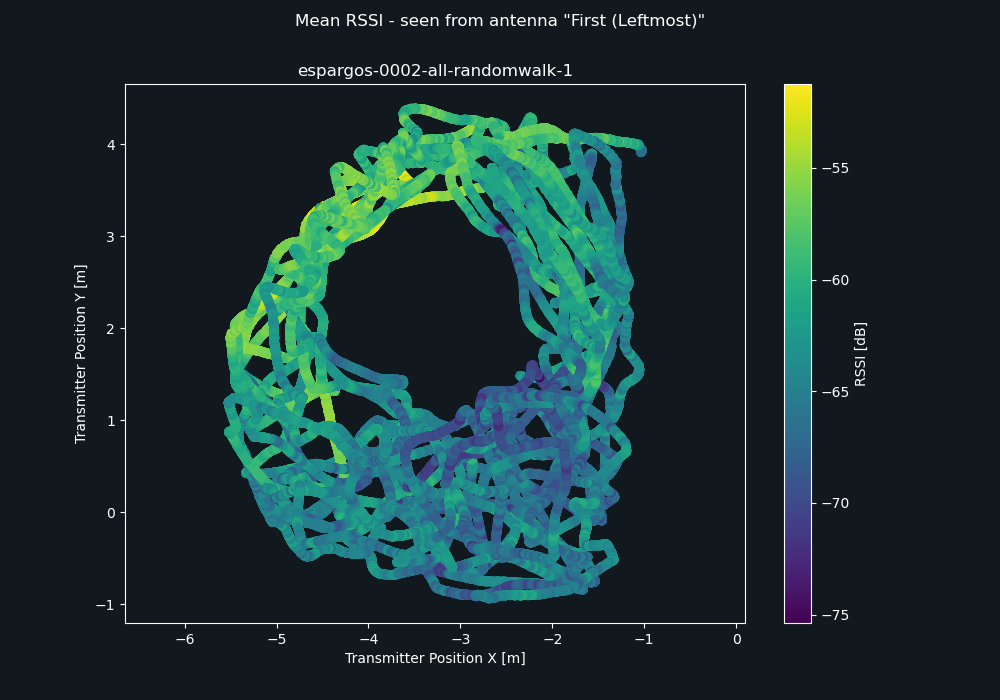 Mean RSSI - seen from antenna "First (Leftmost)"
espargos-0002-all-randomwalk-1
4
3
2
1
0
−1
Transmitter Position Y [m]
−6 −5 −4 −3 −2 −1 0
Transmitter Position X [m]
−55
−60
−65
−70
−75
RSSI [dB]